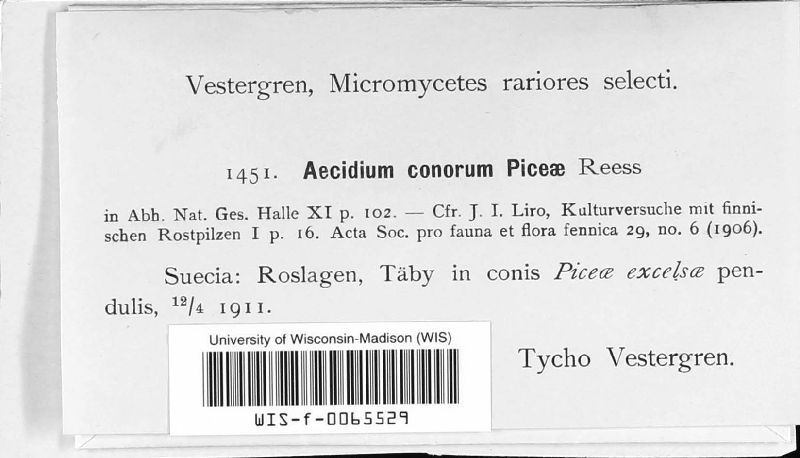 Vestergren, Micromycetes rariores selecti.
1451. Aecidium conorum Piceæ Reess
in Abh. Nat. Ges. Halle XI p. 102. — Cfr. J. I. Liro, Kulturversuche mit finni-
schen Rostpilzen I p. 16. Acta Soc. pro fauna et flora fennica 29, no. 6 (1906).
Suecia: Roslagen, Täby in conis Piceæ excelsæ pen-
dulis, 12/4 1911.
Tycho Vestergren.
University of Wisconsin-Madison (WIS)
WIS-f-0065529